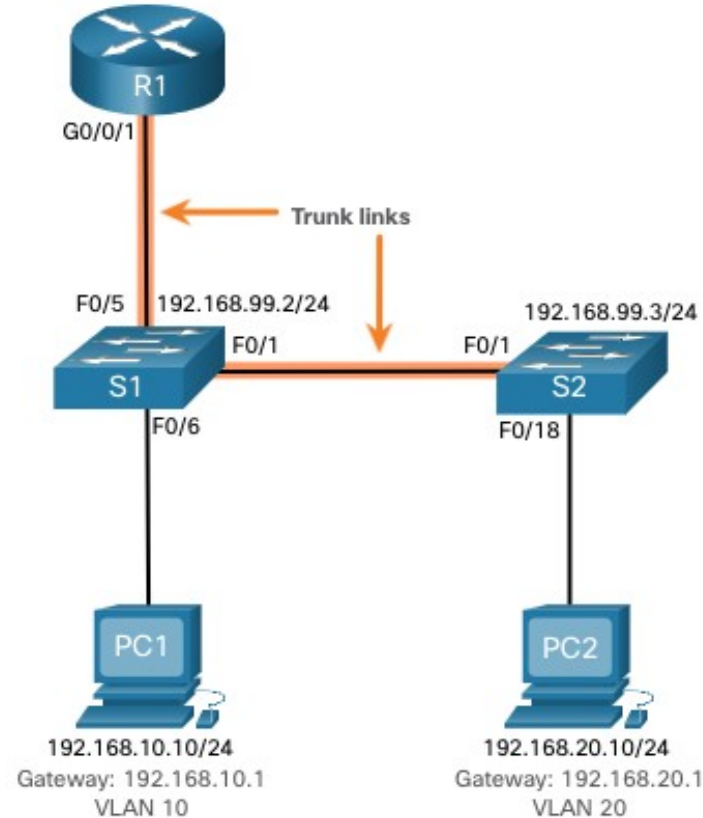 R1
G0/0/1
Trunk links
F0/5 192.168.99.2/24
192.168.99.3/24
F0/1 F0/1
S1 S2
F0/6 F0/18
PC1 PC2
192.168.10.10/24 192.168.20.10/24
Gateway: 192.168.10.1 Gateway: 192.168.20.1
VLAN 10 VLAN 20